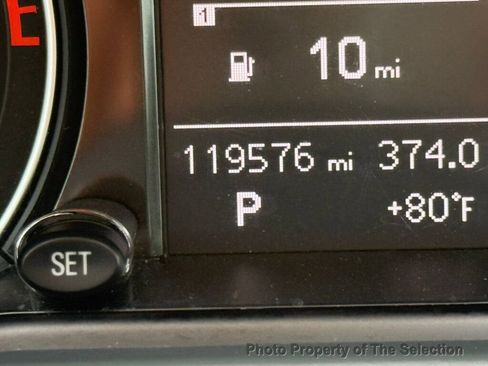 1
E
10 mi
119576 mi 374.0
P +80°F
SET
Photo Property of The Selection